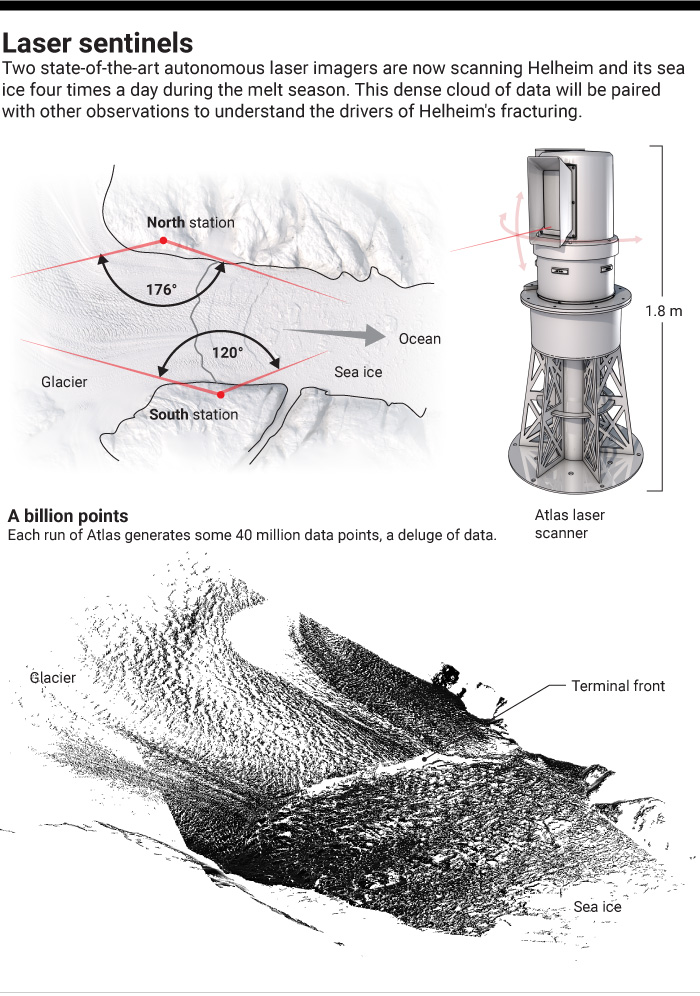 Laser sentinels
Two state-of-the-art autonomous laser imagers are now scanning Helheim and its sea
ice four times a day during the melt season. This dense cloud of data will be paired
with other observations to understand the drivers of Helheim's fracturing.
North station
176°
120°
Glacier
South station
Ocean
Sea ice
1.8 m
Atlas laser
scanner
A billion points
Each run of Atlas generates some 40 million data points, a deluge of data.
Glacier
Terminal front
Sea ice